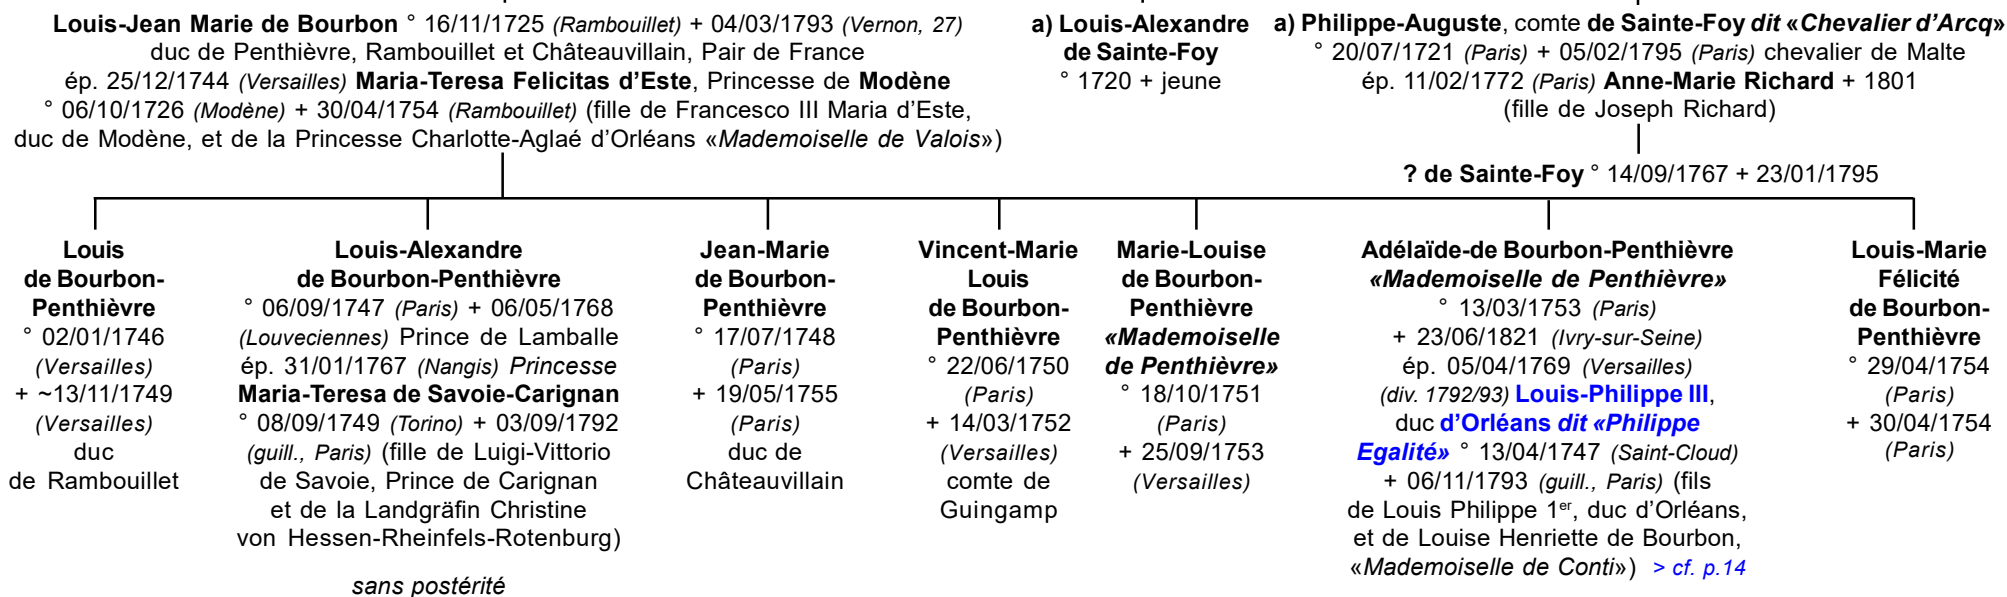 Louis-Jean Marie de Bourbon ° 16/11/1725 (Rambouillet) + 04/03/1793 (Vernon, 27)
duc de Penthièvre, Rambouillet et Châteauvillain, Pair de France
ép. 25/12/1744 (Versailles) Maria-Teresa Felicitas d’Este, Princesse de Modène
° 06/10/1726 (Modène) + 30/04/1754 (Rambouillet) (fille de Francesco III Maria d’Este,
duc de Modène, et de la Princesse Charlotte-Aglaé d’Orléans «Mademoiselle de Valois»)
a) Louis-Alexandre
de Sainte-Foy
° 1720 + jeune
a) Philippe-Auguste, comte de Sainte-Foy dit «Chevalier d’Arcq»
° 20/07/1721 (Paris) + 05/02/1795 (Paris) chevalier de Malte
ép. 11/02/1772 (Paris) Anne-Marie Richard + 1801
(fille de Joseph Richard)
? de Sainte-Foy ° 14/09/1767 + 23/01/1795
Louis
de Bourbon-
Penthièvre
° 02/01/1746
(Versailles)
+ ~13/11/1749
(Versailles)
duc
de Rambouillet
Louis-Alexandre
de Bourbon-Penthièvre
° 06/09/1747 (Paris) + 06/05/1768
(Louveciennes) Prince de Lamballe
ép. 31/01/1767 (Nangis) Princesse
Maria-Teresa de Savoie-Carignan
° 08/09/1749 (Torino) + 03/09/1792
(guill., Paris) (fille de Luigi-Vittorio
de Savoie, Prince de Carignan
et de la Landgräfin Christine
von Hessen-Rheinfels-Rotenburg)
sans postérité
Jean-Marie
de Bourbon-
Penthièvre
° 17/07/1748
(Paris)
+ 19/05/1755
(Paris)
duc de
Châteauvillain
Vincent-Marie
Louis
de Bourbon-
Penthièvre
° 22/06/1750
(Paris)
+ 14/03/1752
(Versailles)
comte de
Guingamp
Marie-Louise
de Bourbon-
Penthièvre
«Mademoiselle
de Penthièvre»
° 18/10/1751
(Paris)
+ 25/09/1753
(Versailles)
Adélaïde-de Bourbon-Penthièvre
«Mademoiselle de Penthièvre»
° 13/03/1753 (Paris)
+ 23/06/1821 (Ivry-sur-Seine)
ép. 05/04/1769 (Versailles)
(div. 1792/93) Louis-Philippe III,
duc d’Orléans dit «Philippe
Egalité» ° 13/04/1747 (Saint-Cloud)
+ 06/11/1793 (guill., Paris) (fils
de Louis Philippe 1er, duc d’Orléans,
et de Louise Henriette de Bourbon,
«Mademoiselle de Conti») > cf. p.14
Louis-Marie
Félicité
de Bourbon-
Penthièvre
° 29/04/1754
(Paris)
+ 30/04/1754
(Paris)